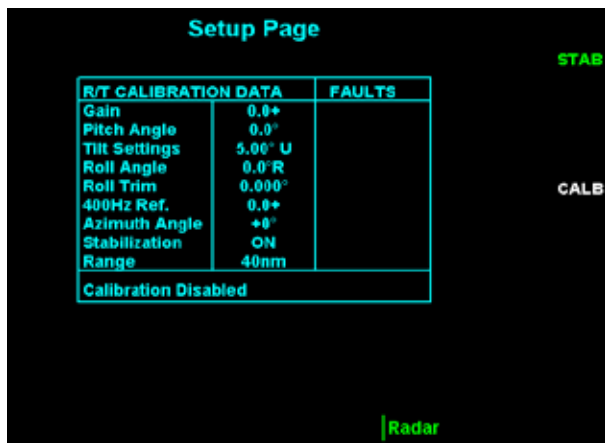 Setup Page
STAB
R/T CALIBRATION DATA FAULTS
Gain 0.0+
Pitch Angle 0.0°
Tilt Settings 5.00° U
Roll Angle 0.0°R
Roll Trim 0.000°
CALB
400Hz Ref. 0.0+
Azimuth Angle +0°
Stabilization ON
Range 40nm
Calibration Disabled
Radar